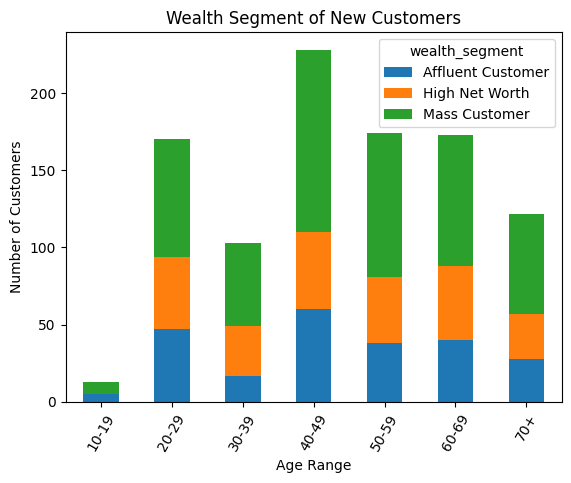 Wealth Segment of New Customers
wealth_segment
Affluent Customer
High Net Worth
Mass Customer
Number of Customers
200
150
100
50
0
10-19
20-29
30-39
40-49
50-59
60-69
70+
Age Range